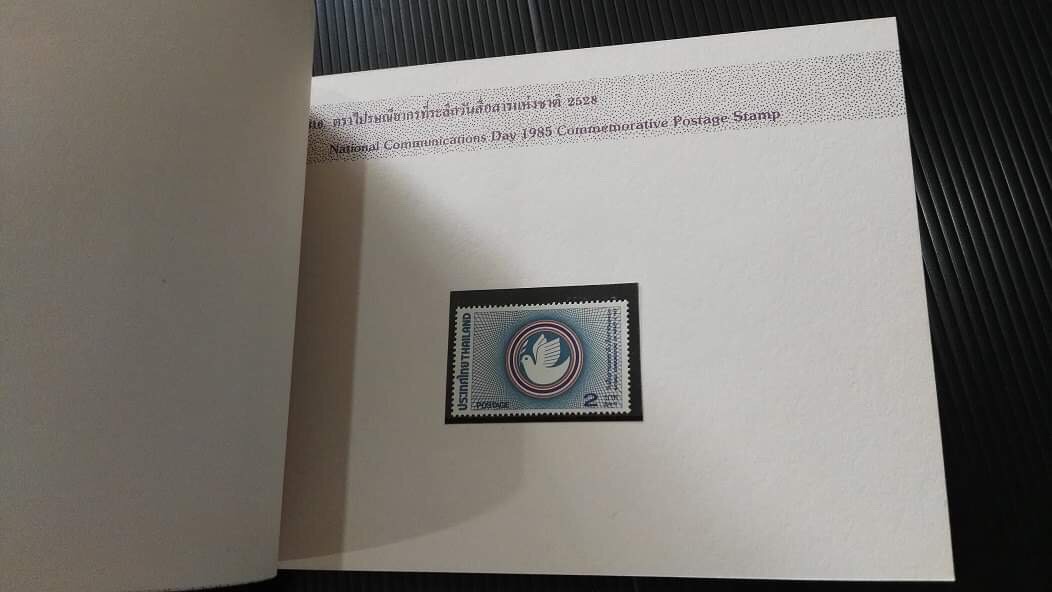 ตราไปรษณียากรที่ระลึกวันสื่อสารแห่งชาติ 2528
National Communications Day 1985 Commemorative Postage Stamp
ประเทศไทย THAILAND
POSTAGE
2